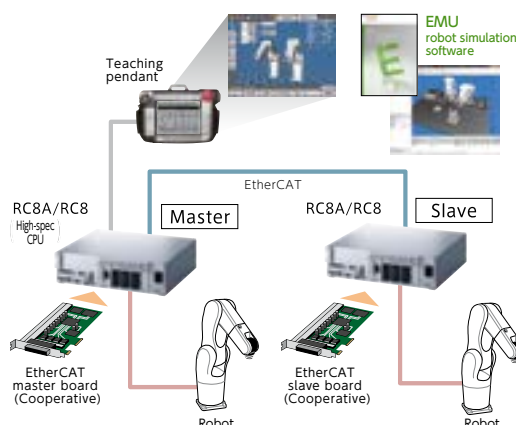 EMU
robot simulation
software
Teaching
pendant
EtherCAT
RC8A/RC8
High-spec
CPU
Master
RC8A/RC8
Slave
EtherCAT
master board
(Cooperative)
Robot
EtherCAT
slave board
(Cooperative)
Robot